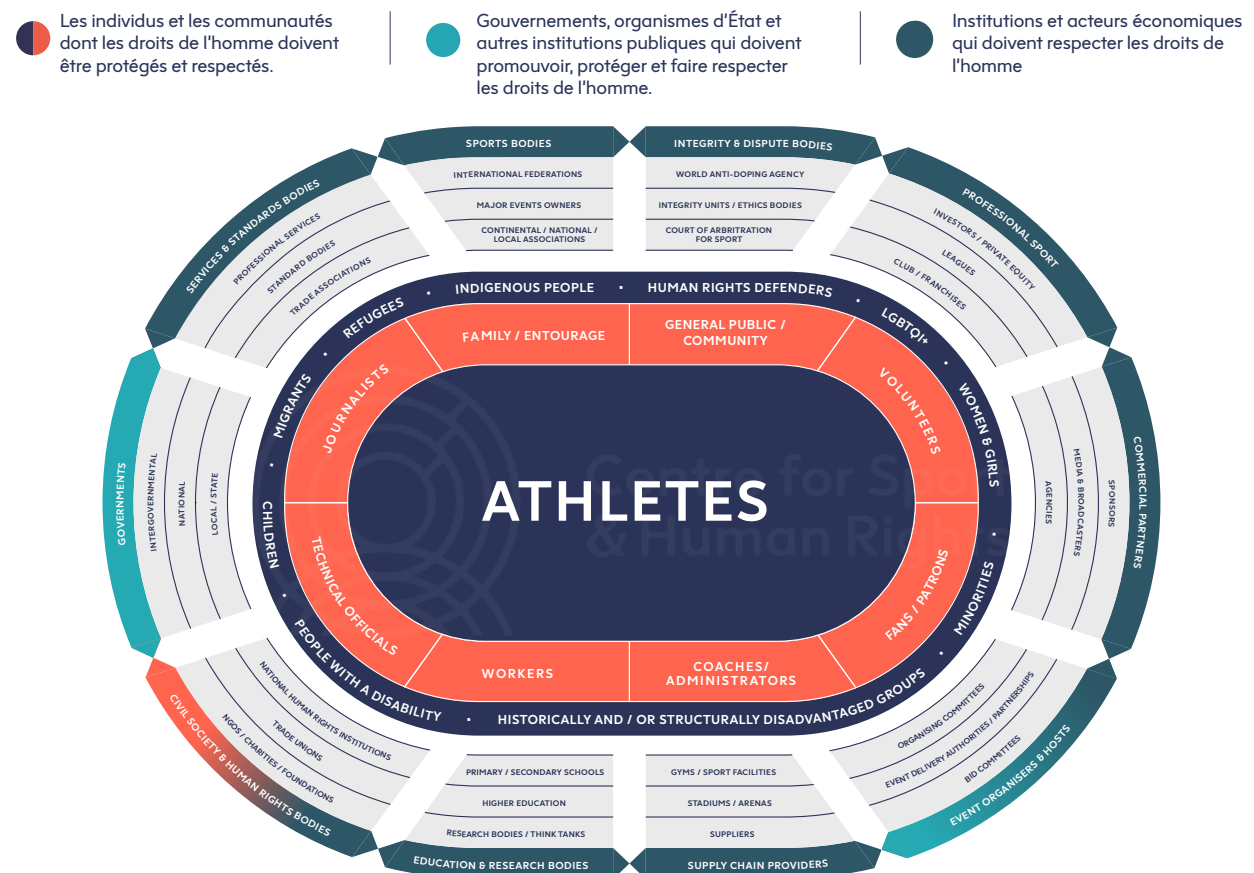 Les individus et les communautés
dont les droits de l'homme doivent
être protégés et respectés.
Gouvernements, organismes d'État et
autres institutions publiques qui doivent
promouvoir, protéger et faire respecter
les droits de l'homme.
Institutions et acteurs économiques
qui doivent respecter les droits de
l'homme
SPORTS BODIES
INTERNATIONAL FEDERATIONS
MAJOR EVENTS OWNERS
CONTINENTAL / NATIONAL /
LOCAL ASSOCIATIONS
INTEGRITY & DISPUTE BODIES
WORLD ANTI-DOPING AGENCY
INTEGRITY UNITS / ETHICS BODIES
COURT OF ARBRITRATION
FOR SPORT
PROFESSIONAL SPORT
INVESTORS / PRIVATE EQUITY
LEAGUES
CLUB / FRANCHISES
COMMERCIAL PARTNERS
SPONSORS
MEDIA & BROADCASTERS
AGENCIES
EVENT ORGANISERS & HOSTS
BID COMMITTEES
EVENT DELIVERY AUTHORITIES / PARTNERSHIPS
ORGANISING COMMITTEES
SUPPLY CHAIN PROVIDERS
GYMS / SPORT FACILITIES
STADIUMS / ARENAS
SUPPLIERS
EDUCATION & RESEARCH BODIES
PRIMARY / SECONDARY SCHOOLS
HIGHER EDUCATION
RESEARCH BODIES / THINK TANKS
CIVIL SOCIETY & HUMAN RIGHTS BODIES
NGOS / CHARITIES / FOUNDATIONS
TRADE UNIONS
NATIONAL HUMAN RIGHTS INSTITUTIONS
GOVERNMENTS
INTERGOVERNMENTAL
NATIONAL
LOCAL / STATE
SERVICES & STANDARDS BODIES
PROFESSIONAL SERVICES
STANDARD BODIES
TRADE ASSOCIATIONS
INDIGENOUS PEOPLE
HUMAN RIGHTS DEFENDERS
LGBTQI+
WOMEN & GIRLS
MINORITIES
HISTORICALLY AND / OR STRUCTURALLY DISADVANTAGED GROUPS
PEOPLE WITH A DISABILITY
CHILDREN
MIGRANTS
REFUGEES
FAMILY / ENTOURAGE
GENERAL PUBLIC /
COMMUNITY
VOLUNTEERS
FANS / PATRONS
COACHES/
ADMINISTRATORS
WORKERS
TECHNICAL OFFICIALS
JOURNALISTS
ATHLETES
Centre for Sport
& Human Rights